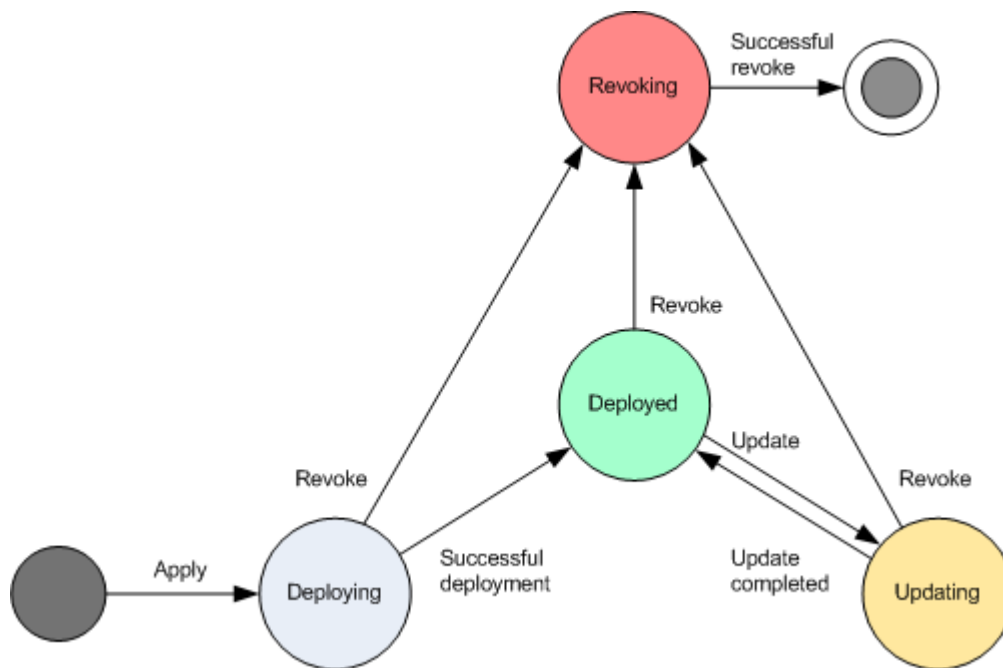 Successful
revoke
Revoking
Revoke
Deployed
Update
Revoke
Revoke
Apply
Successful
deployment
Update
completed
Deploying
Updating